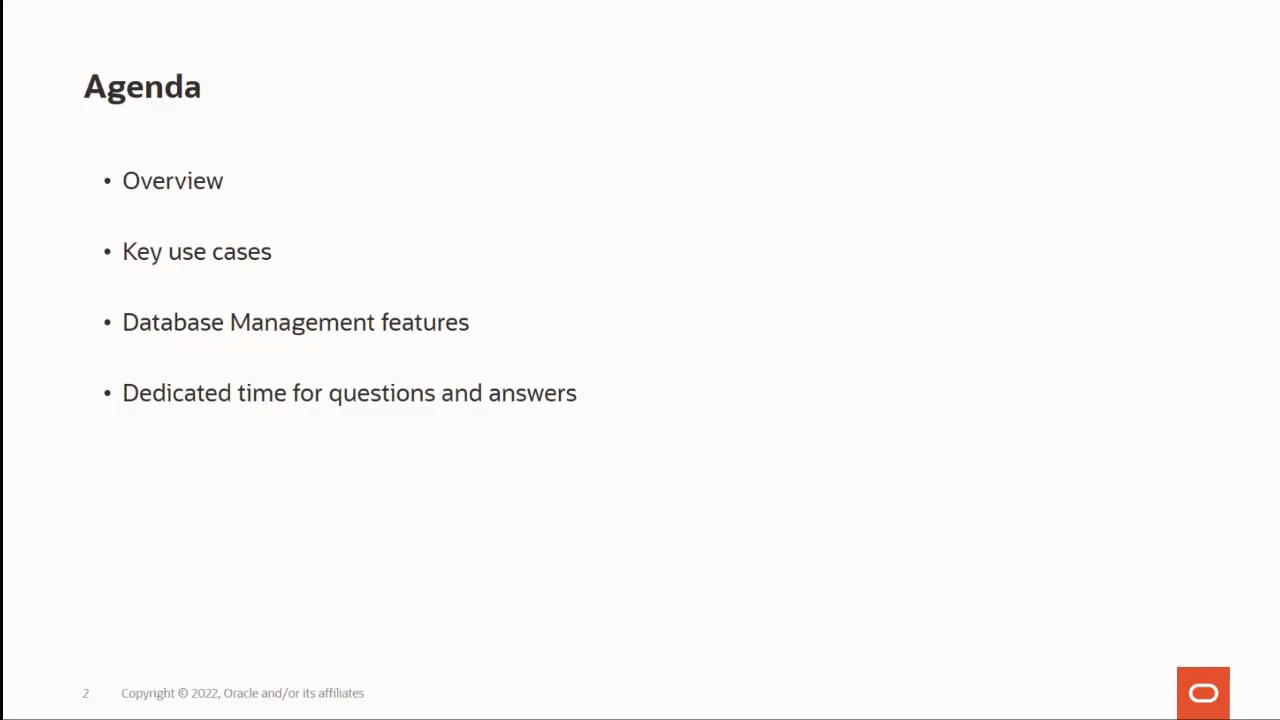 Agenda
• Overview
• Key use cases
• Database Management features
• Dedicated time for questions and answers
2 Copyright © 2022, Oracle and/or its affiliates